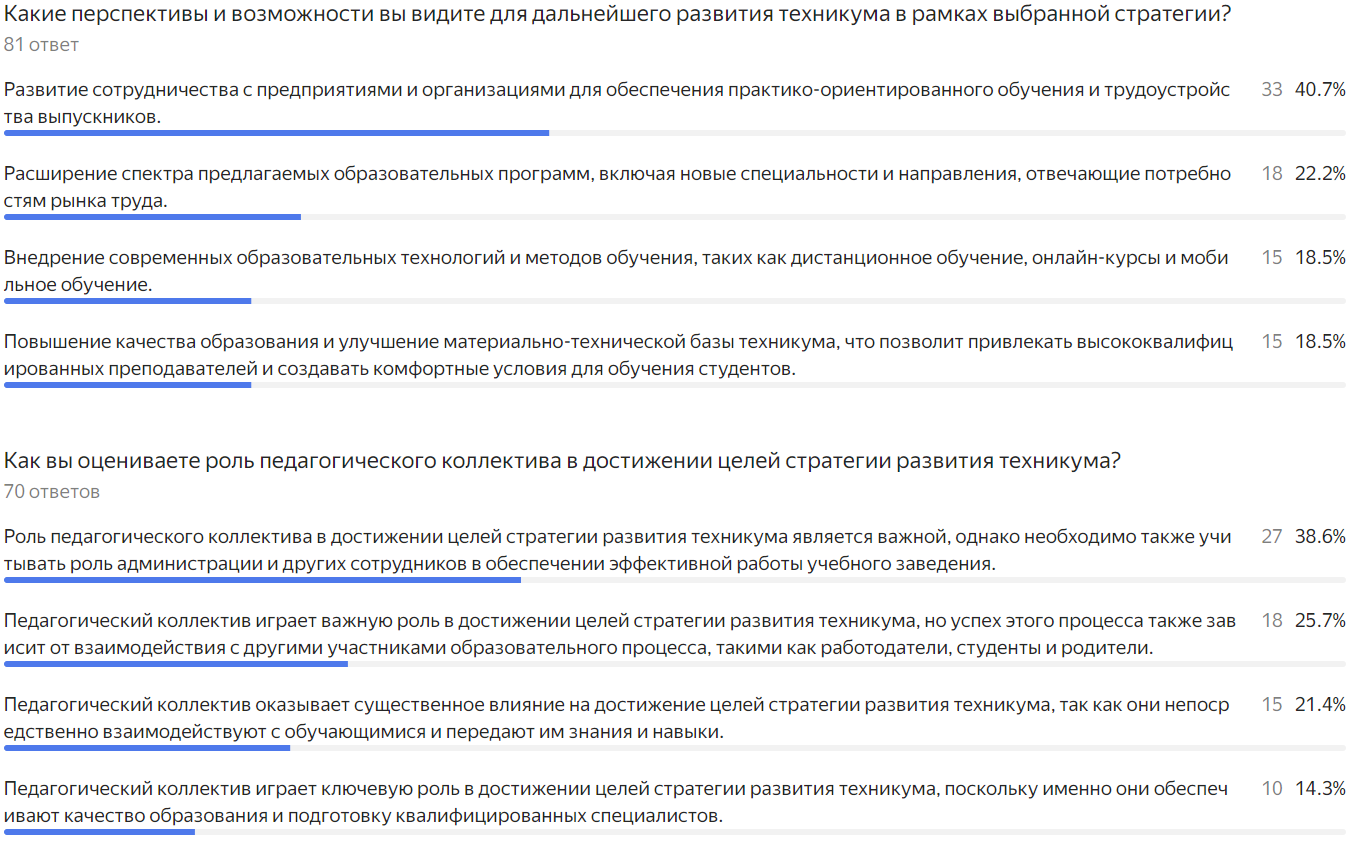 Какие перспективы и возможности вы видите для дальнейшего развития техникума в рамках выбранной стратегии?
81 ответ
Развитие сотрудничества с предприятиями и организациями для обеспечения практико-ориентированного обучения и трудоустройс 33 40.7%
тва выпускников.
Расширение спектра предлагаемых образовательных программ, включая новые специальности и направления, отвечающие потребно 18 22.2%
стям рынка труда.
Внедрение современных образовательных технологий и методов обучения, таких как дистанционное обучение, онлайн-курсы и моби 15 18.5%
льное обучение.
Повышение качества образования и улучшение материально-технической базы техникума, что позволит привлекать высококвалифиц 15 18.5%
ированных преподавателей и создавать комфортные условия для обучения студентов.
Как вы оцениваете роль педагогического коллектива в достижении целей стратегии развития техникума?
70 ответов
Роль педагогического коллектива в достижении целей стратегии развития техникума является важной, однако необходимо также учи 27 38.6%
тывать роль администрации и других сотрудников в обеспечении эффективной работы учебного заведения.
Педагогический коллектив играет важную роль в достижении целей стратегии развития техникума, но успех этого процесса также зав 18 25.7%
исит от взаимодействия с другими участниками образовательного процесса, такими как работодатели, студенты и родители.
Педагогический коллектив оказывает существенное влияние на достижение целей стратегии развития техникума, так как они непоср 15 21.4%
едственно взаимодействуют с обучающимися и передают им знания и навыки.
Педагогический коллектив играет ключевую роль в достижении целей стратегии развития техникума, поскольку именно они обеспеч 10 14.3%
ивают качество образования и подготовку квалифицированных специалистов.